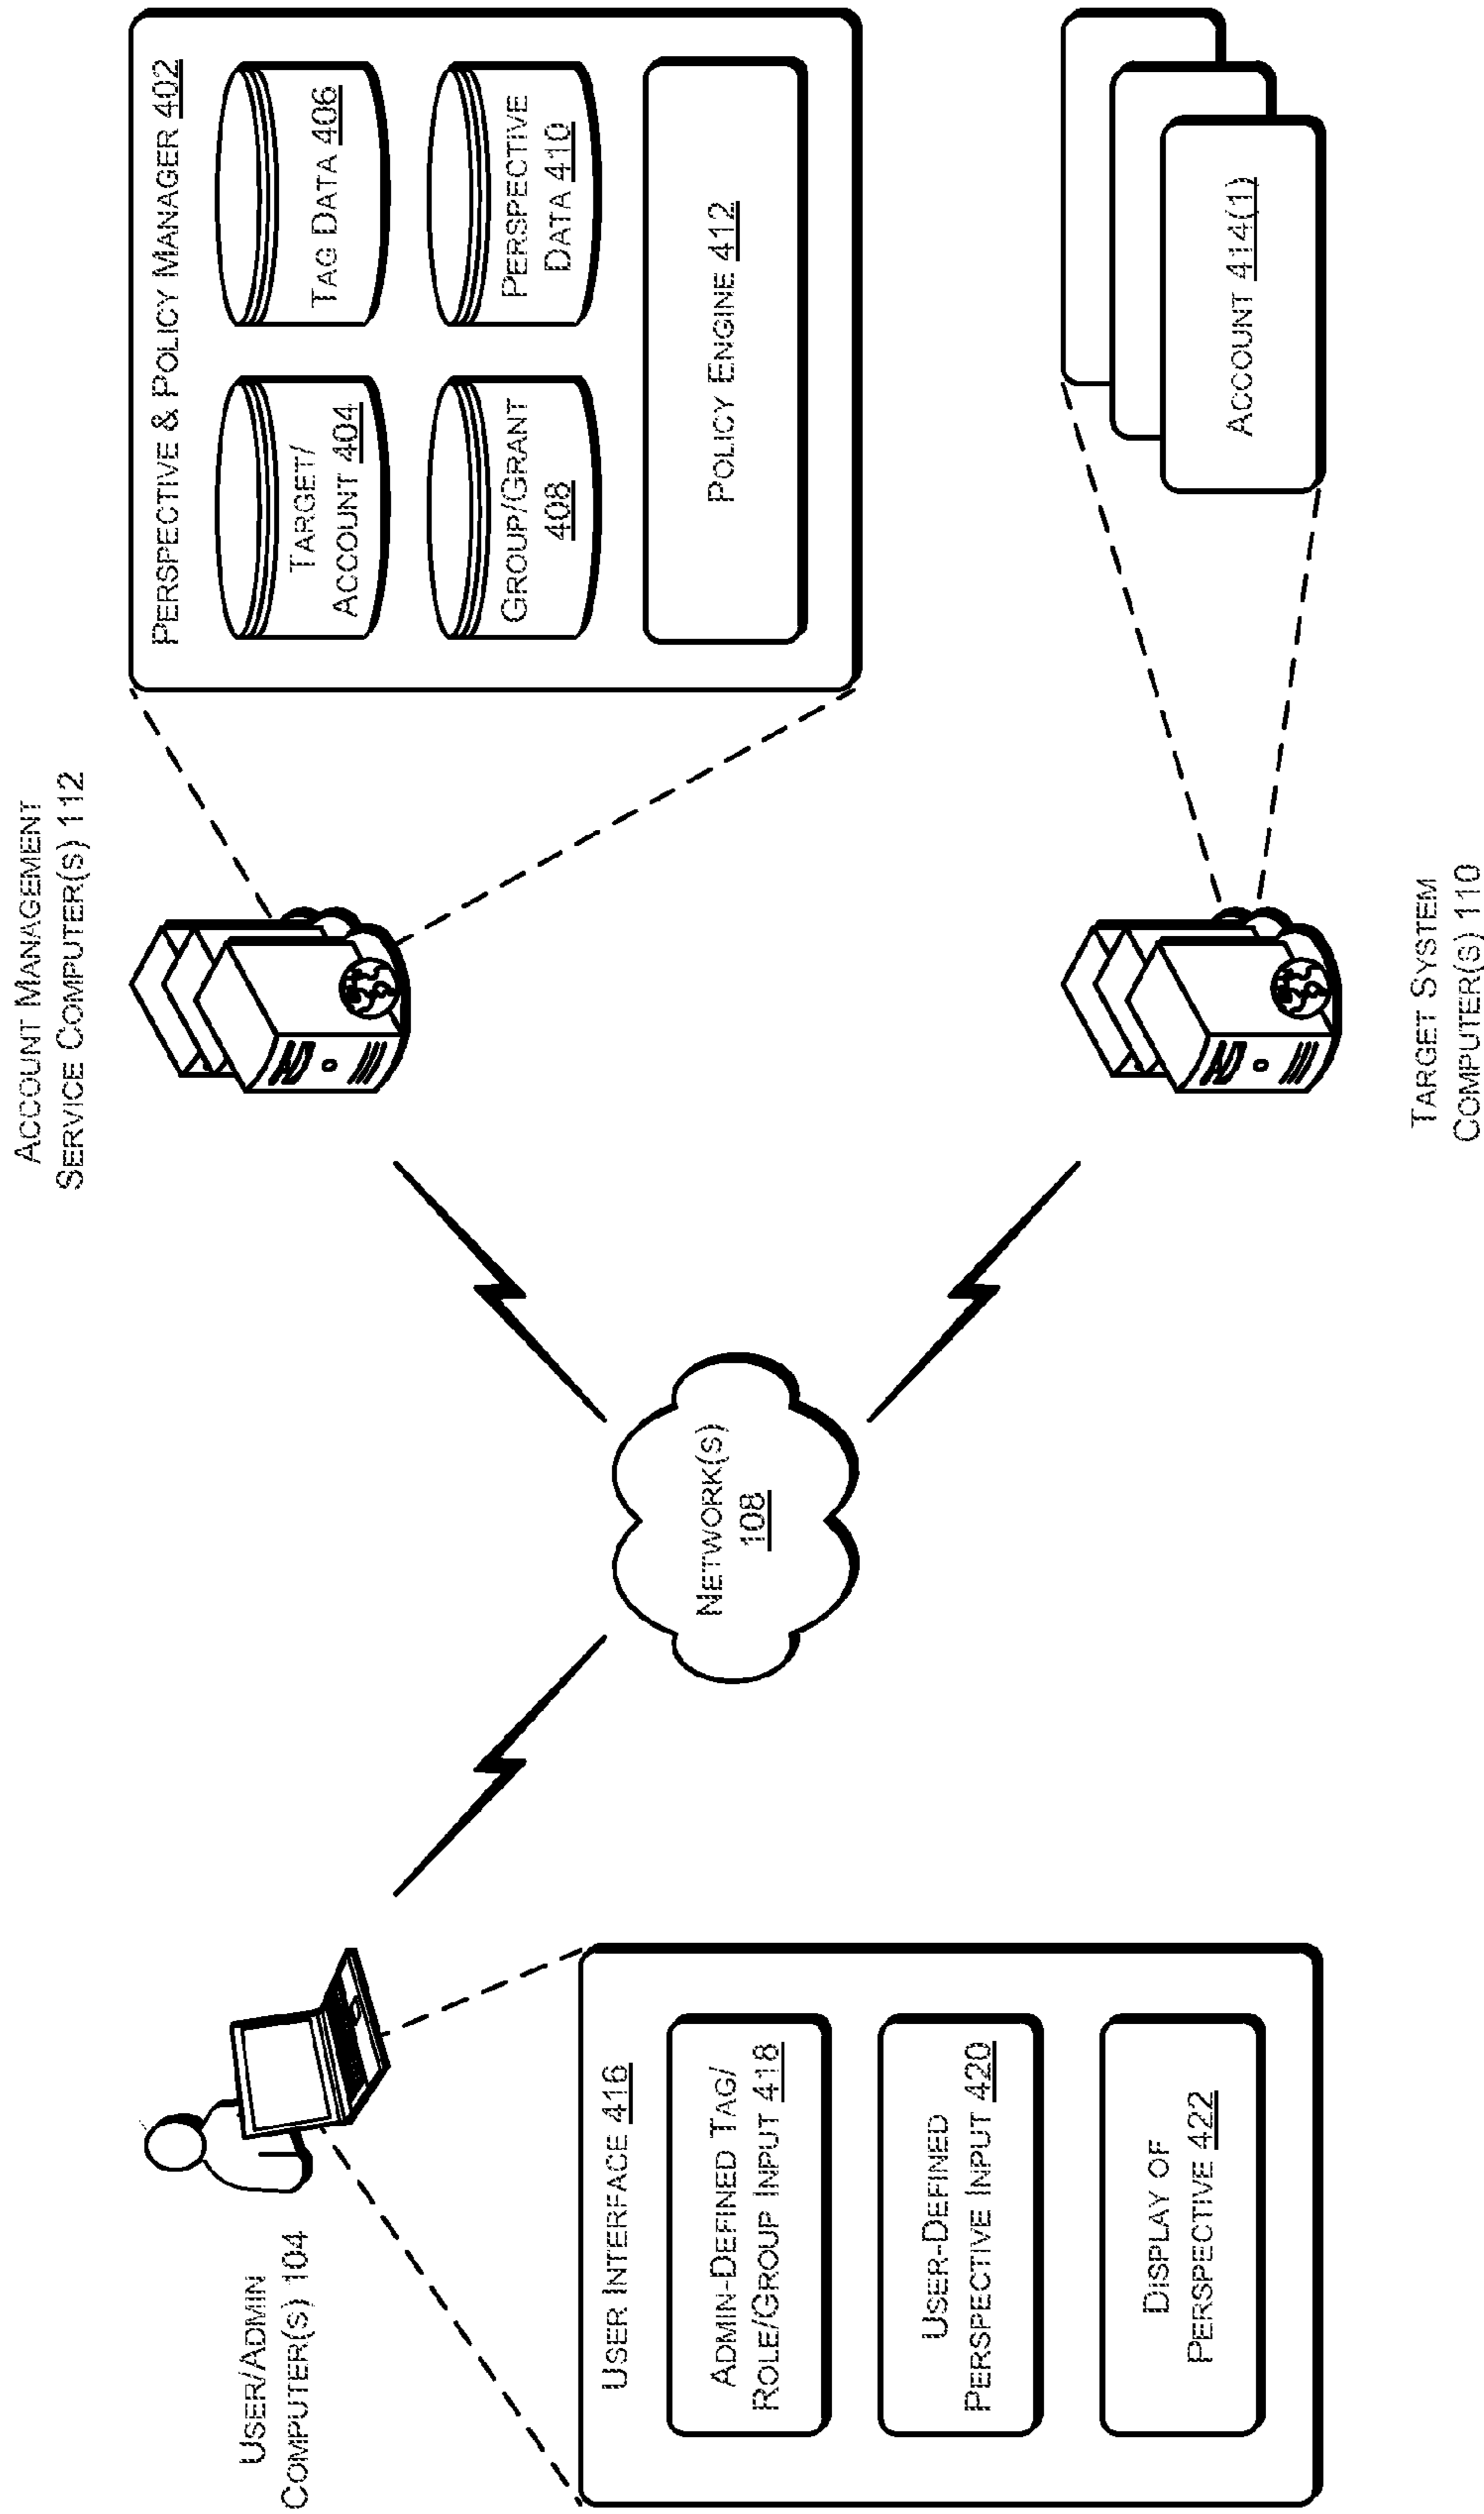 ACCOUNT MANAGEMENT
SERVICE COMPUTER(S) 112
USER/ADMIN
COMPUTER(S) 104
PERSPECTIVE & POLICY MANAGER 402
TARGET/
ACCOUNT 404
TAG DATA 406
GROUP/GRANT
408
PERSPECTIVE
DATA 410
POLICY ENGINE 412
NETWORK(S)
108
USER INTERFACE 416
ADMIN-DEFINED TAG/
ROLE/GROUP INPUT 418
USER-DEFINED
PERSPECTIVE INPUT 420
DISPLAY OF
PERSPECTIVE 422
ACCOUNT 414(1)
TARGET SYSTEM
COMPUTER(S) 110